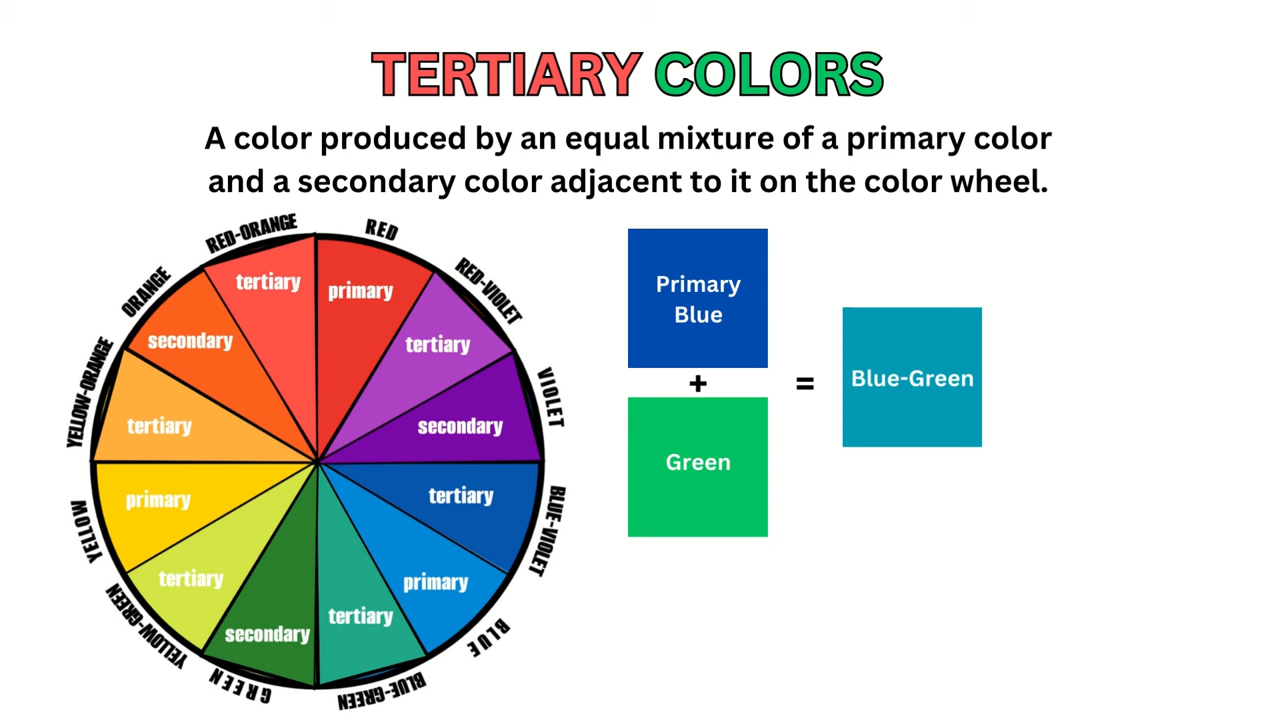 TERTIARY COLORS
A color produced by an equal mixture of a primary color
and a secondary color adjacent to it on the color wheel.
RED-ORANGE
RED
RED-VIOLET
VIOLET
BLUE-VIOLET
BLUE
BLUE-GREEN
GREEN
YELLOW-GREEN
YELLOW
YELLOW-ORANGE
ORANGE
tertiary
primary
tertiary
secondary
tertiary
primary
tertiary
secondary
tertiary
primary
tertiary
secondary
Primary
Blue
+
Green
=
Blue-Green